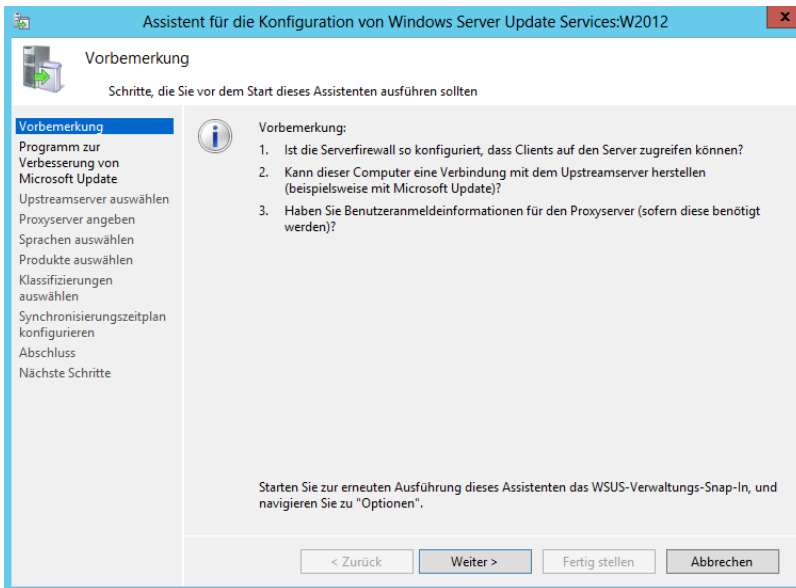 Assistent für die Konfiguration von Windows Server Update Services:W2012
x
Vorbemerkung
Schritte, die Sie vor dem Start dieses Assistenten ausführen sollten
Vorbemerkung
Programm zur
Verbesserung von
Microsoft Update
Upstreamserver auswählen
Proxyserver angeben
Sprachen auswählen
Produkte auswählen
Klassifizierungen
auswählen
Synchronisierungszeitplan
konfigurieren
Abschluss
Nächste Schritte
Vorbemerkung:
1. Ist die Serverfirewall so konfiguriert, dass Clients auf den Server zugreifen können?
2. Kann dieser Computer eine Verbindung mit dem Upstreamserver herstellen
(beispielsweise mit Microsoft Update)?
3. Haben Sie Benutzeranmeldeinformationen für den Proxyserver (sofern diese benötigt
werden)?
Starten Sie zur erneuten Ausführung dieses Assistenten das WSUS-Verwaltungs-Snap-In, und
navigieren Sie zu "Optionen".
< Zurück
Weiter >
Fertig stellen
Abbrechen